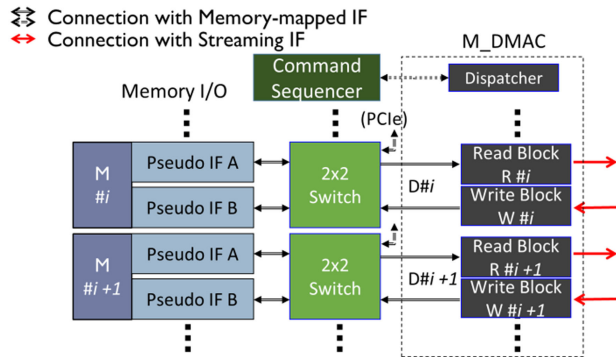 Connection with Memory-mapped IF
Connection with Streaming IF
M_DMAC
Command
Sequencer
Dispatcher
Memory I/O
(PCIe)
M
#i
Pseudo IF A
Pseudo IF B
2x2
Switch
D#i
Read Block
R #i
Write Block
W #i
M
#i +1
Pseudo IF A
Pseudo IF B
2x2
Switch
D#i +1
Read Block
R #i +1
Write Block
W #i +1